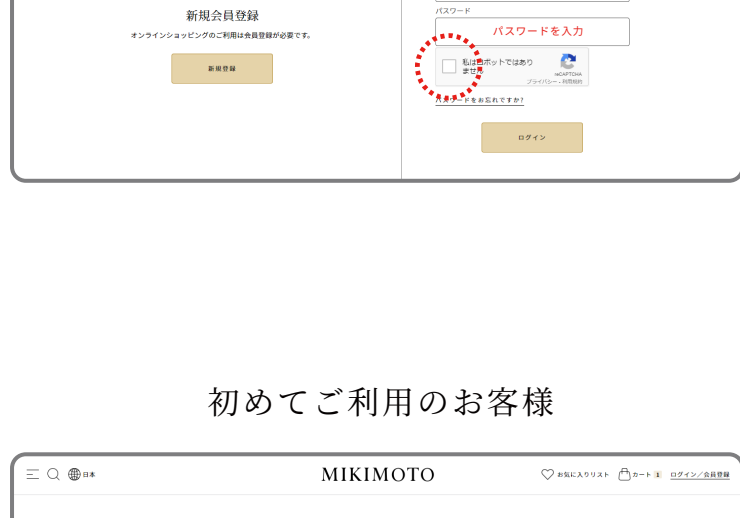 新規会員登録
オンラインショッピングのご利用は会員登録が必要です。
新規登録
パスワード
パスワードを入力
私はロボットではあり
ません
reCAPTCHA
プライバシー - 利用規約
パスワードをお忘れですか?
ログイン
初めてご利用のお客様
日本
MIKIMOTO
お気に入りリスト
カート 1
ログイン/会員登録